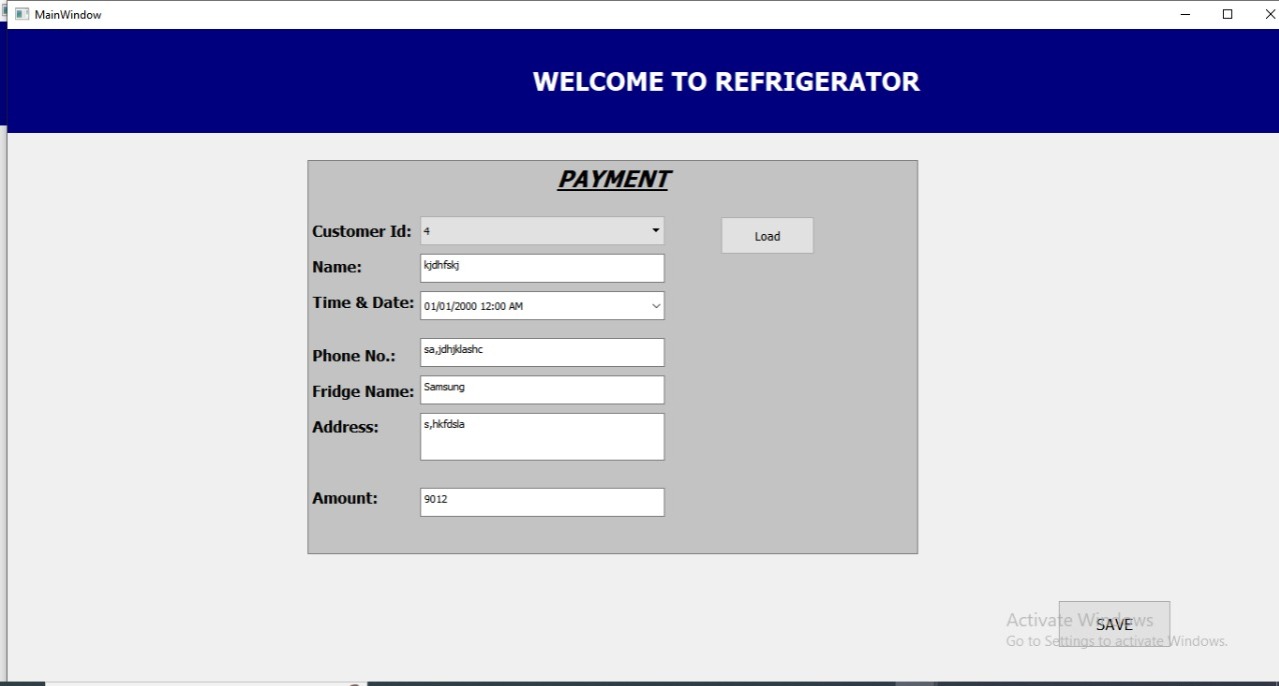 MainWindow
WELCOME TO REFRIGERATOR
PAYMENT
Customer Id: 4 Load
Name: kjdhfskj
Time & Date: 01/01/2000 12:00 AM
Phone No.: sa,jdhjklashc
Fridge Name: Samsung
Address: s,hkfdsla
Amount: 9012
Activate Windows
SAVE
Go to Settings to activate Windows.